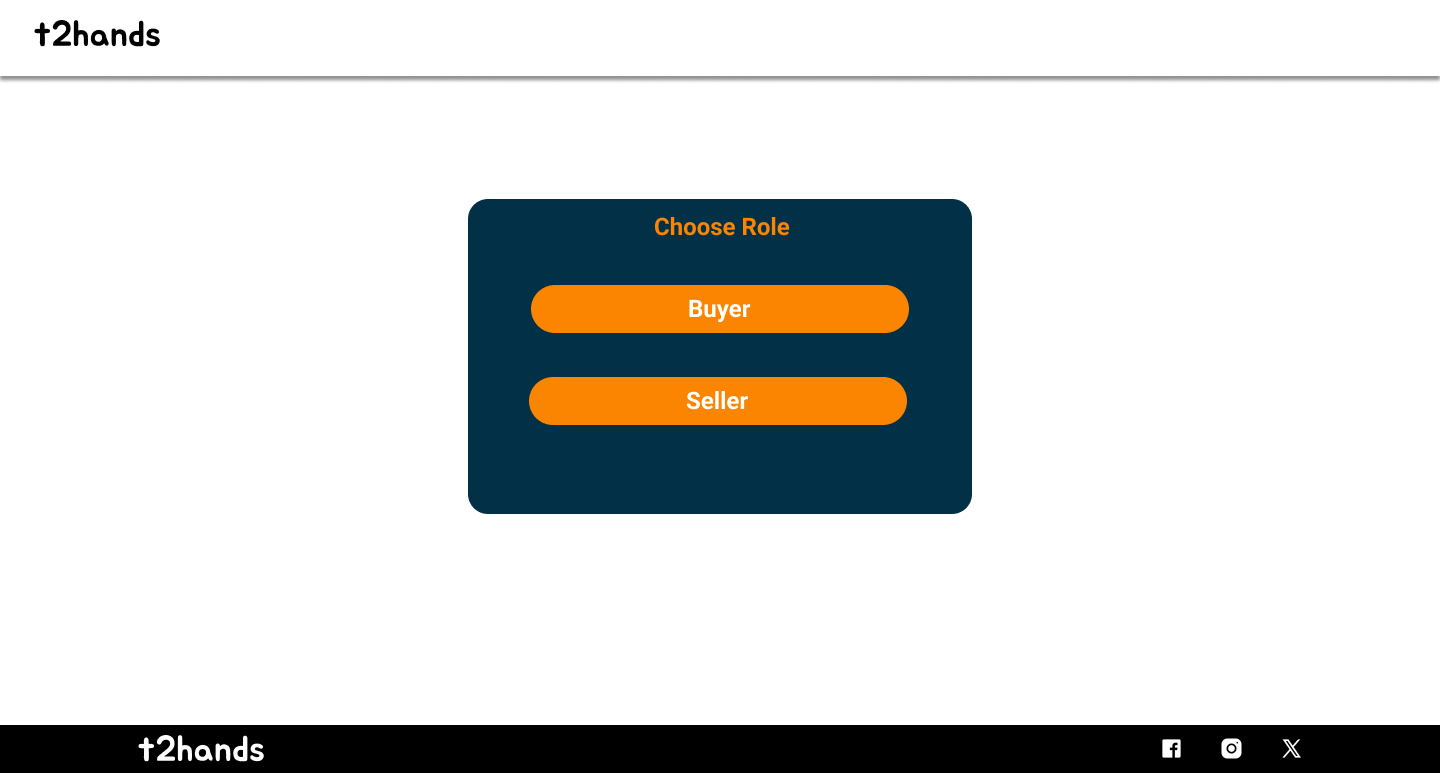 t2hands
Choose Role
Buyer
Seller
t2hands